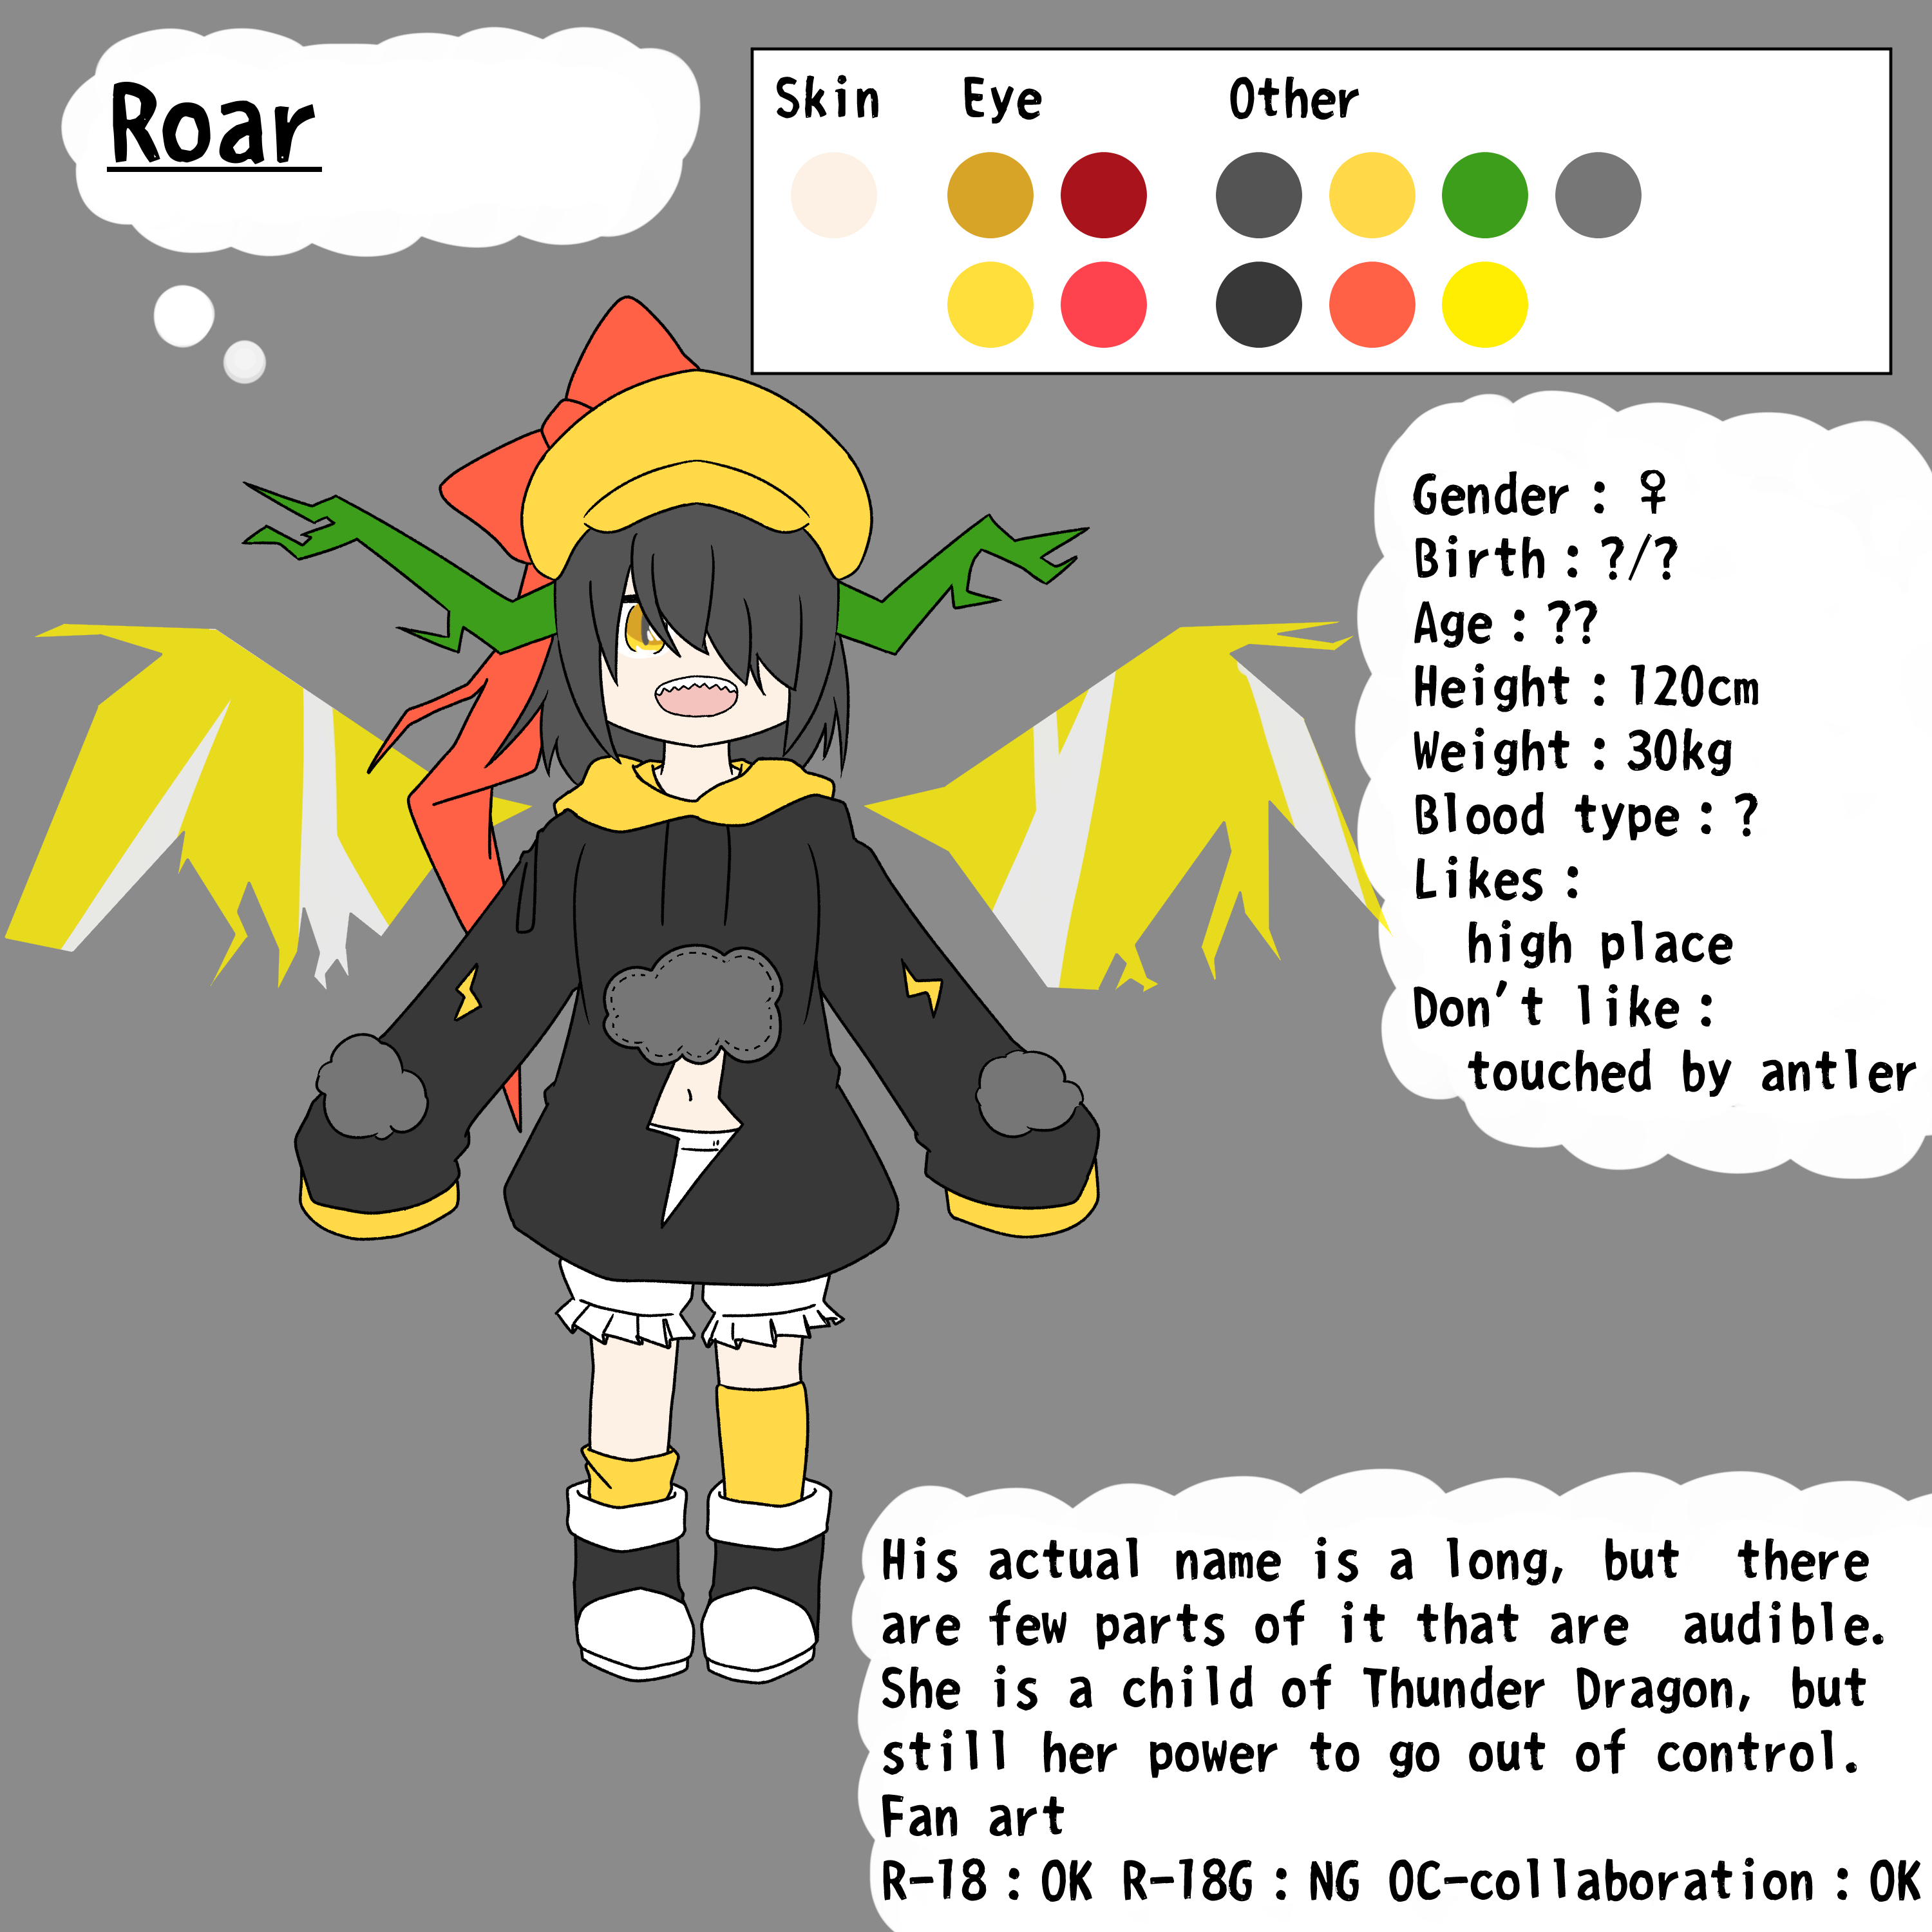 Roar
Skin Eye Other
Gender : ♀
Birth : ?/?
Age : ??
Height : 120cm
Weight : 30kg
Blood type : ?
Likes :
high place
Don't like :
touched by antler
His actual name is a long, but there
are few parts of it that are audible.
She is a child of Thunder Dragon, but
still her power to go out of control.
Fan art
R-18 : OK R-18G : NG OC-collaboration : OK